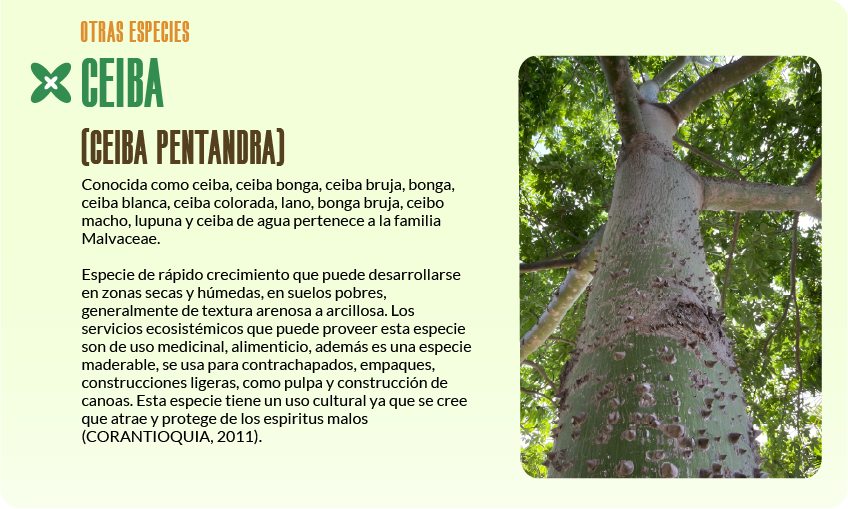 OTRAS ESPECIES
CEIBA
(CEIBA PENTANDRA)
Conocida como ceiba, ceiba bonga, ceiba bruja, bonga,
ceiba blanca, ceiba colorada, lano, bonga bruja, ceibo
macho, lupuna y ceiba de agua pertenece a la familia
Malvaceae.
Especie de rápido crecimiento que puede desarrollarse
en zonas secas y húmedas, en suelos pobres,
generalmente de textura arenosa a arcillosa. Los
servicios ecosistémicos que puede proveer esta especie
son de uso medicinal, alimenticio, además es una especie
maderable, se usa para contrachapados, empaques,
construcciones ligeras, como pulpa y construcción de
canoas. Esta especie tiene un uso cultural ya que se cree
que atrae y protege de los espiritus malos
(CORANTIOQUIA, 2011).